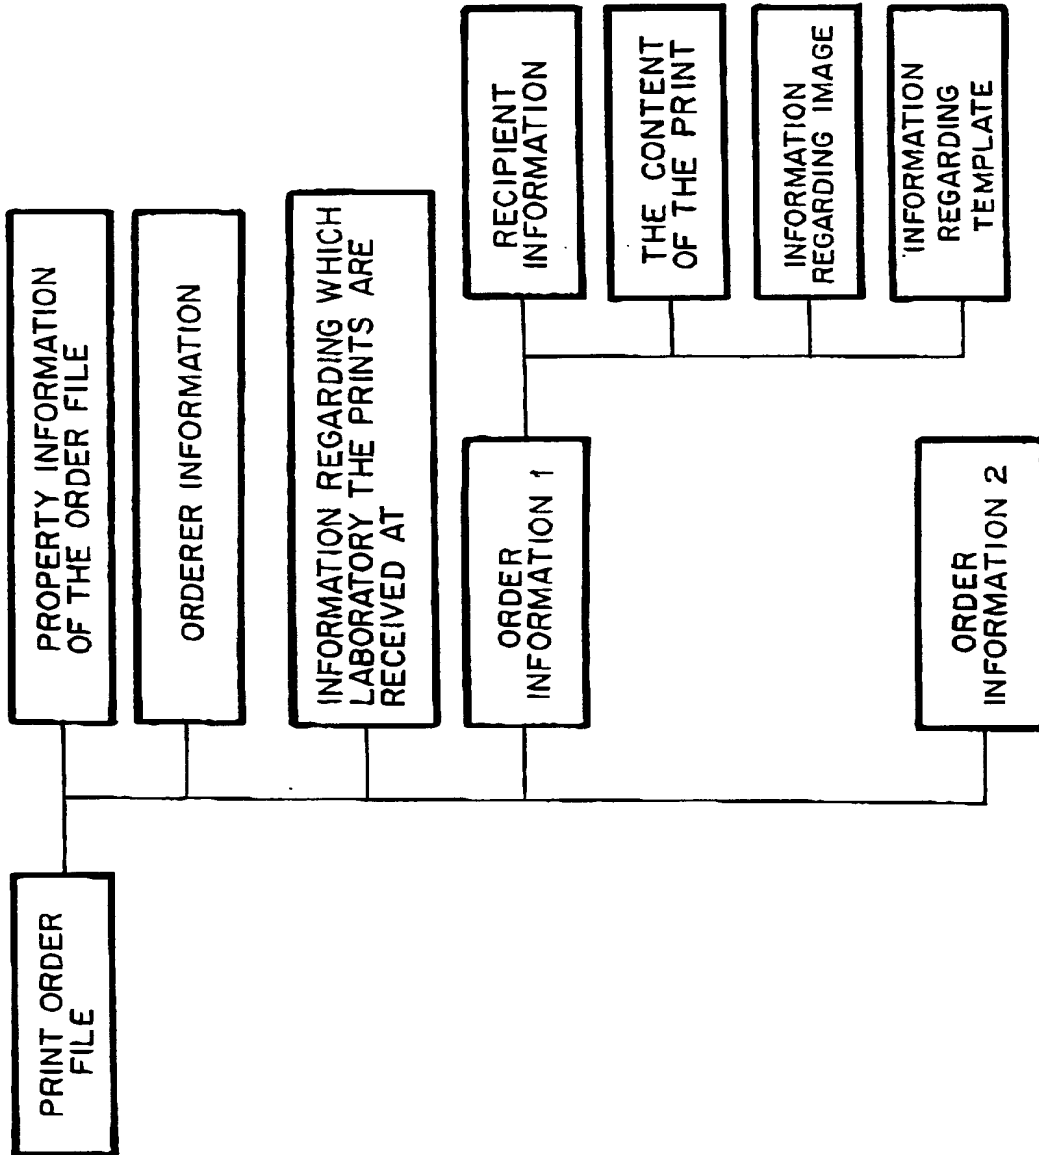 PRINT ORDER
FILE
PROPERTY INFORMATION
OF THE ORDER FILE
ORDERER INFORMATION
INFORMATION REGARDING WHICH
LABORATORY THE PRINTS ARE
RECEIVED AT
ORDER
INFORMATION 1
RECIPIENT
INFORMATION
THE CONTENT
OF THE PRINT
INFORMATION
REGARDING IMAGE
INFORMATION
REGARDING
TEMPLATE
ORDER
INFORMATION 2